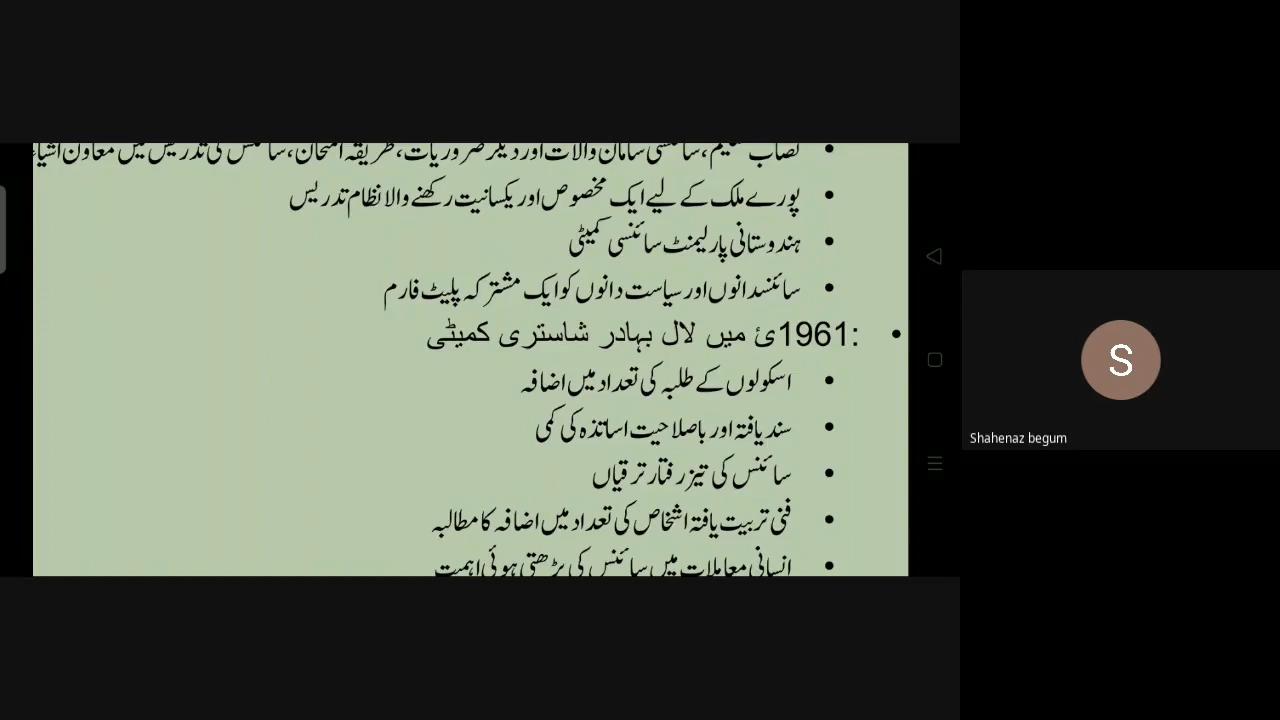 نصاب تعلیم، سائنسی سامان والات اور دیگر ضروریات، طریقہ امتحان، سائنس کی تدریس میں معاون اشیاء
پورے ملک کے لیے ایک مخصوص اور یکسانیت رکھنے والا نظام تدریس
ہندوستانی پارلیمنٹ سائنسی کمیٹی
سائنسدانوں اور سیاست دانوں کو ایک مشترکہ پلیٹ فارم
1961ئ میں لال بہادر شاستری کمیٹی:
اسکولوں کے طلبہ کی تعداد میں اضافہ
سند یافتہ اور باصلاحیت اساتذہ کی کمی
سائنس کی تیز رفتار ترقیاں
فنی تربیت یافتہ اشخاص کی تعداد میں اضافہ کا مطالبہ
انسانی معاملات میں سائنس کی بڑھتی ہوئی اہمیت
S
Shahenaz begum